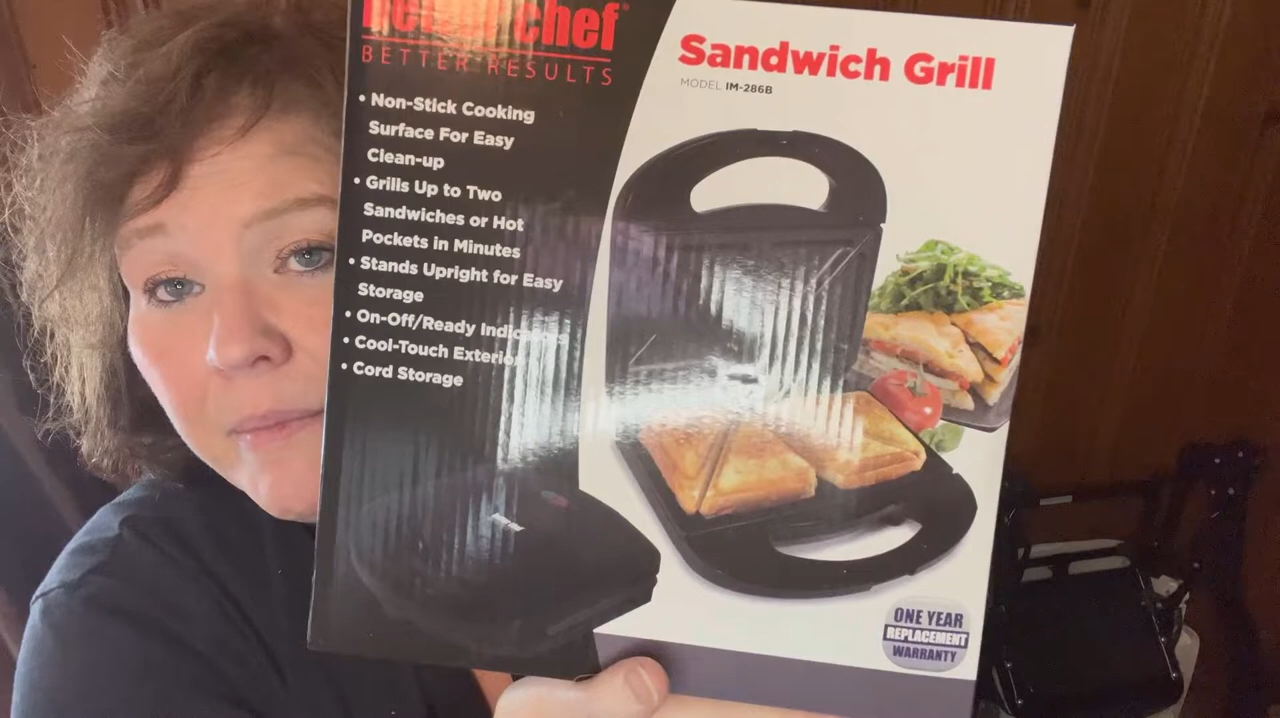 chef
BETTER RESULTS
• Non-Stick Cooking
Surface For Easy
Clean-up
• Grills Up to Two
Sandwiches or Hot
Pockets in Minutes
• Stands Upright for Easy
Storage
• On-Off/Ready
• Cool-Touch Exterior
• Cord Storage
Sandwich Grill
MODEL IM-286B
ONE YEAR
REPLACEMENT
WARRANTY